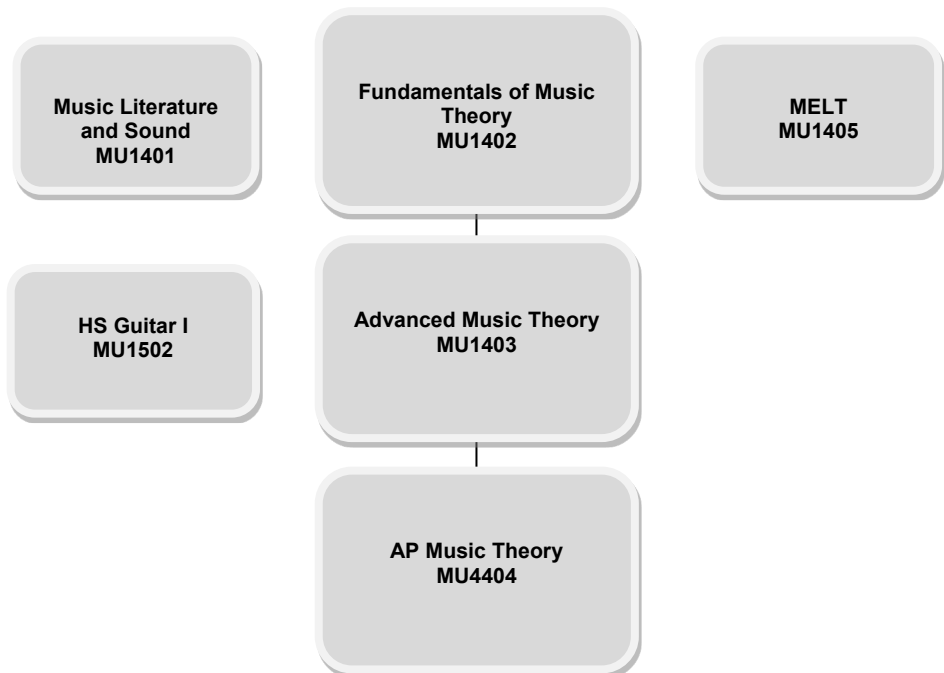 Music Literature
and Sound
MU1401
Fundamentals of Music
Theory
MU1402
MELT
MU1405
HS Guitar I
MU1502
Advanced Music Theory
MU1403
AP Music Theory
MU4404